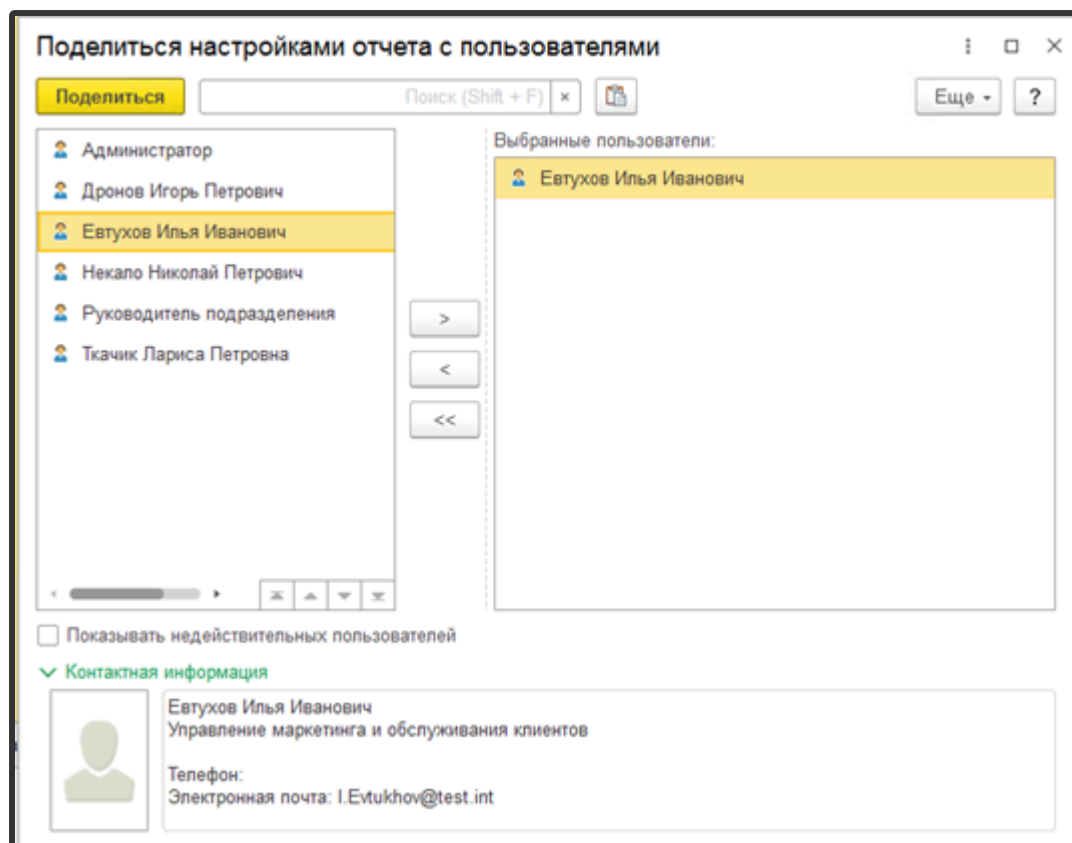 Поделиться настройками отчета с пользователями
Поделиться
Поиск (Shift + F)
×
Еще
?
Администратор
Дронов Игорь Петрович
Евтухов Илья Иванович
Некало Николай Петрович
Руководитель подразделения
Ткачик Лариса Петровна
>
<
<<
Выбранные пользователи:
Евтухов Илья Иванович
Показывать недействительных пользователей
Контактная информация
Евтухов Илья Иванович
Управление маркетинга и обслуживания клиентов
Телефон:
Электронная почта: I.Evtukhov@test.int